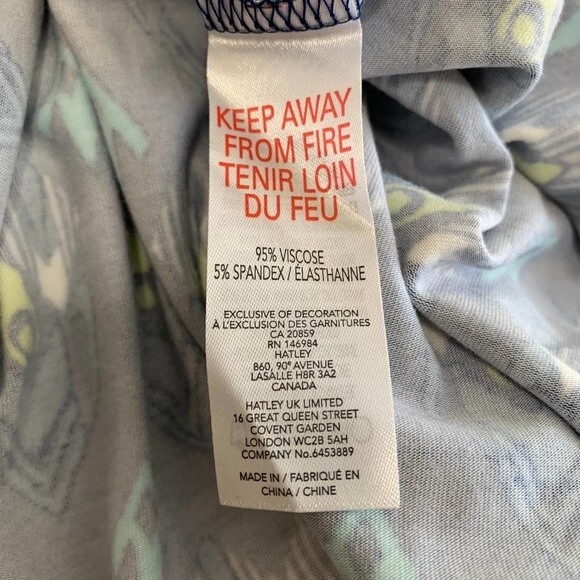 KEEP AWAY
FROM FIRE
TENIR LOIN
DU FEU
95% VISCOSE
5% SPANDEX / ÉLASTHANNE
EXCLUSIVE OF DECORATION
À L'EXCLUSION DES GARNITURES
CA 20859
RN 146984
HATLEY
860, 90e AVENUE
LASALLE H8R 3A2
CANADA
HATLEY UK LIMITED
16 GREAT QUEEN STREET
COVENT GARDEN
LONDON WC2B 5AH
COMPANY No.6453889
MADE IN / FABRIQUÉ EN
CHINA / CHINE